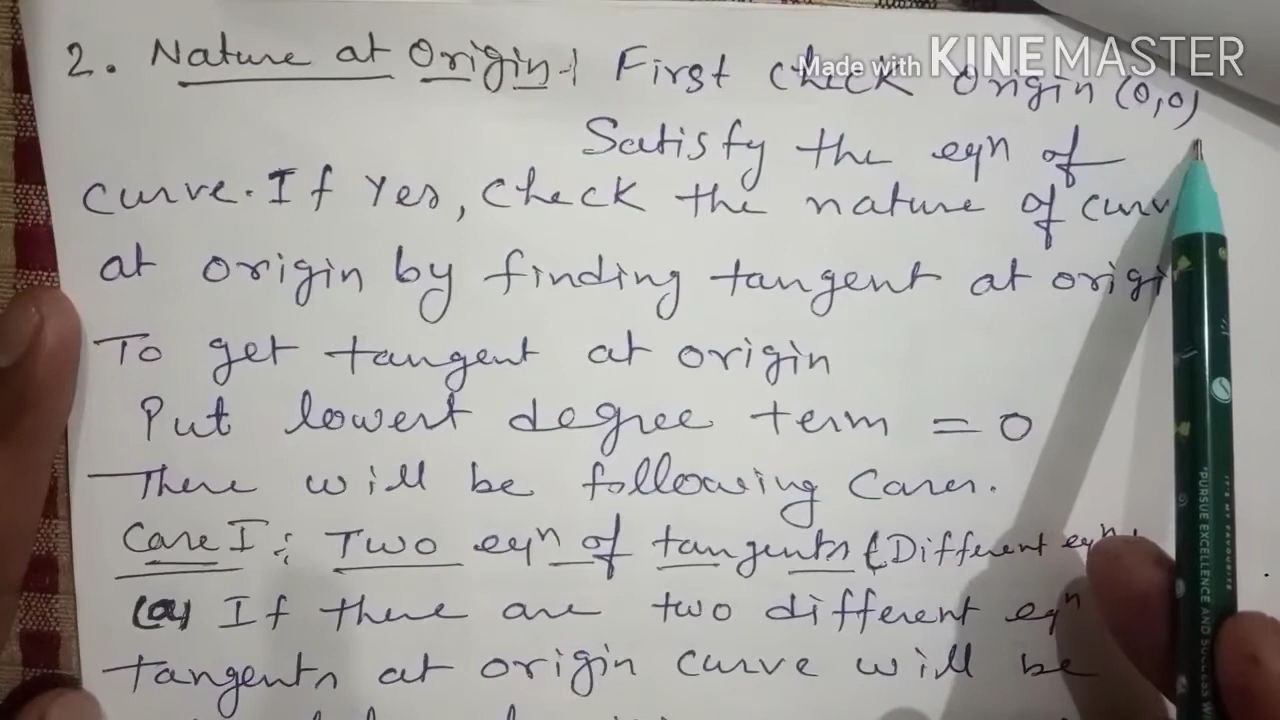 2. Nature at Origin:- First check Origin (0,0)
Made with KINEMASTER
Satisfy the eqn of
curve. If Yes, check the nature of curv
at origin by finding tangent at origi
To get tangent at origin
Put lowest degree term = 0
There will be following Cases.
Case I: Two eqn of tangents (Different eqn
(a) If there are two different eqn
tangents at origin curve will be
"PURSUE EXCELLENCE AND SUCCESS W